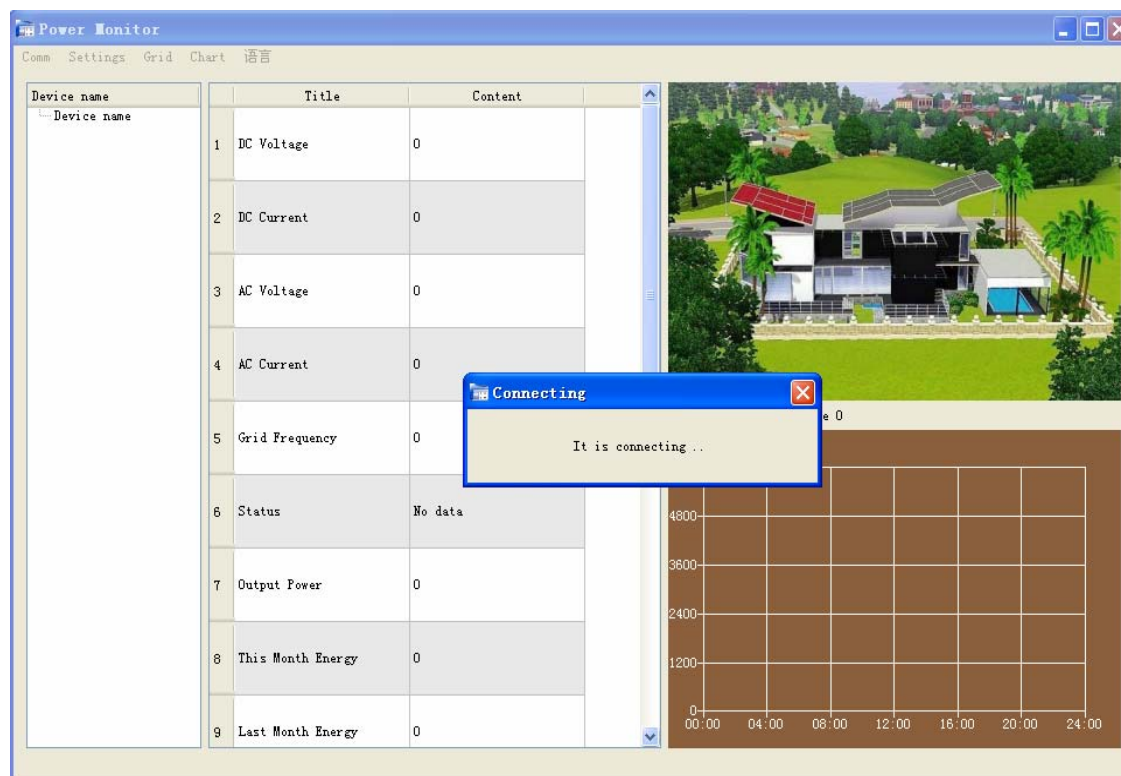 Power Monitor
Comm Settings Grid Chart 语言
Device name
Device name
Title Content
1 DC Voltage 0
2 DC Current 0
3 AC Voltage 0
4 AC Current 0
5 Grid Frequency 0
6 Status No data
7 Output Power 0
8 This Month Energy 0
9 Last Month Energy 0
Connecting
It is connecting ..
e 0
4800
3600
2400
1200
0
00:00 04:00 08:00 12:00 16:00 20:00 24:00